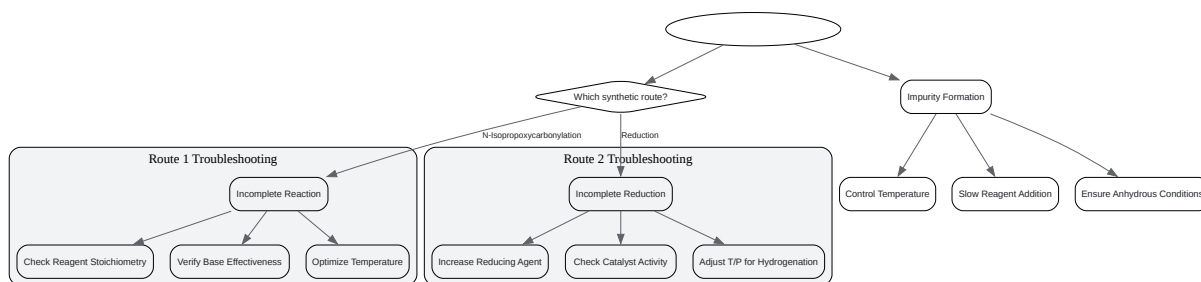 Which synthetic route?
Impurity Formation
N-Isopropoxycarbonylation
Reduction
Route 1 Troubleshooting
Route 2 Troubleshooting
Incomplete Reaction
Incomplete Reduction
Control Temperature
Slow Reagent Addition
Ensure Anhydrous Conditions
Check Reagent Stoichiometry
Verify Base Effectiveness
Optimize Temperature
Increase Reducing Agent
Check Catalyst Activity
Adjust T/P for Hydrogenation